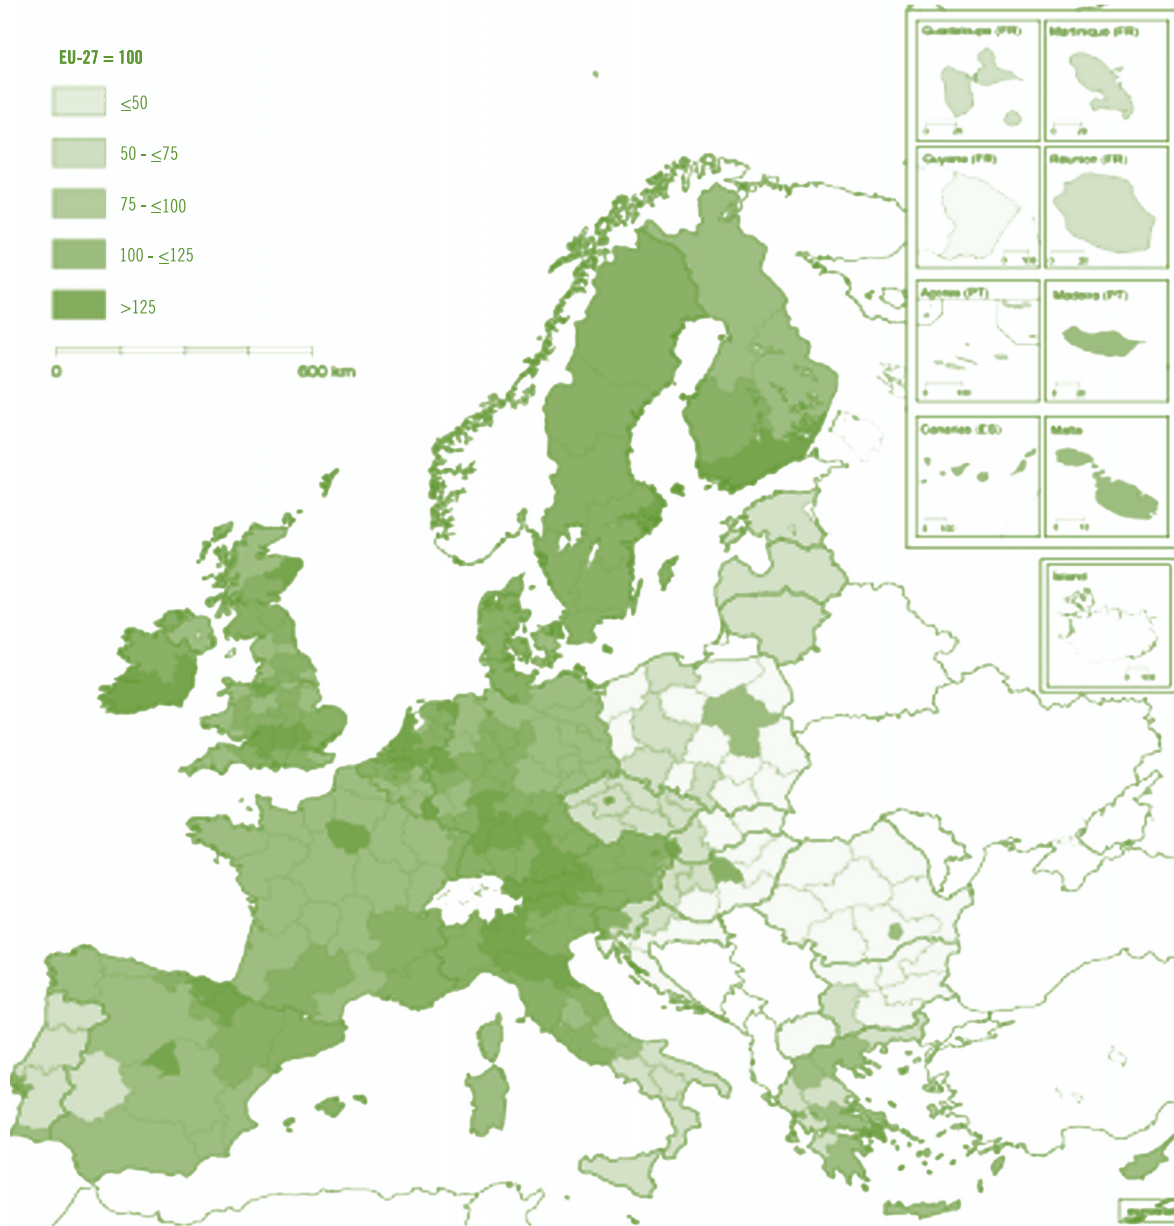 EU-27 = 100
≤50
50 - ≤75
75 - ≤100
100 - ≤125
>125
0
600 km
Guadeloupe (FR)
Martinique (FR)
Guyane (FR)
Réunion (FR)
Açores (PT)
Madeira (PT)
Canarias (ES)
Malta
Island